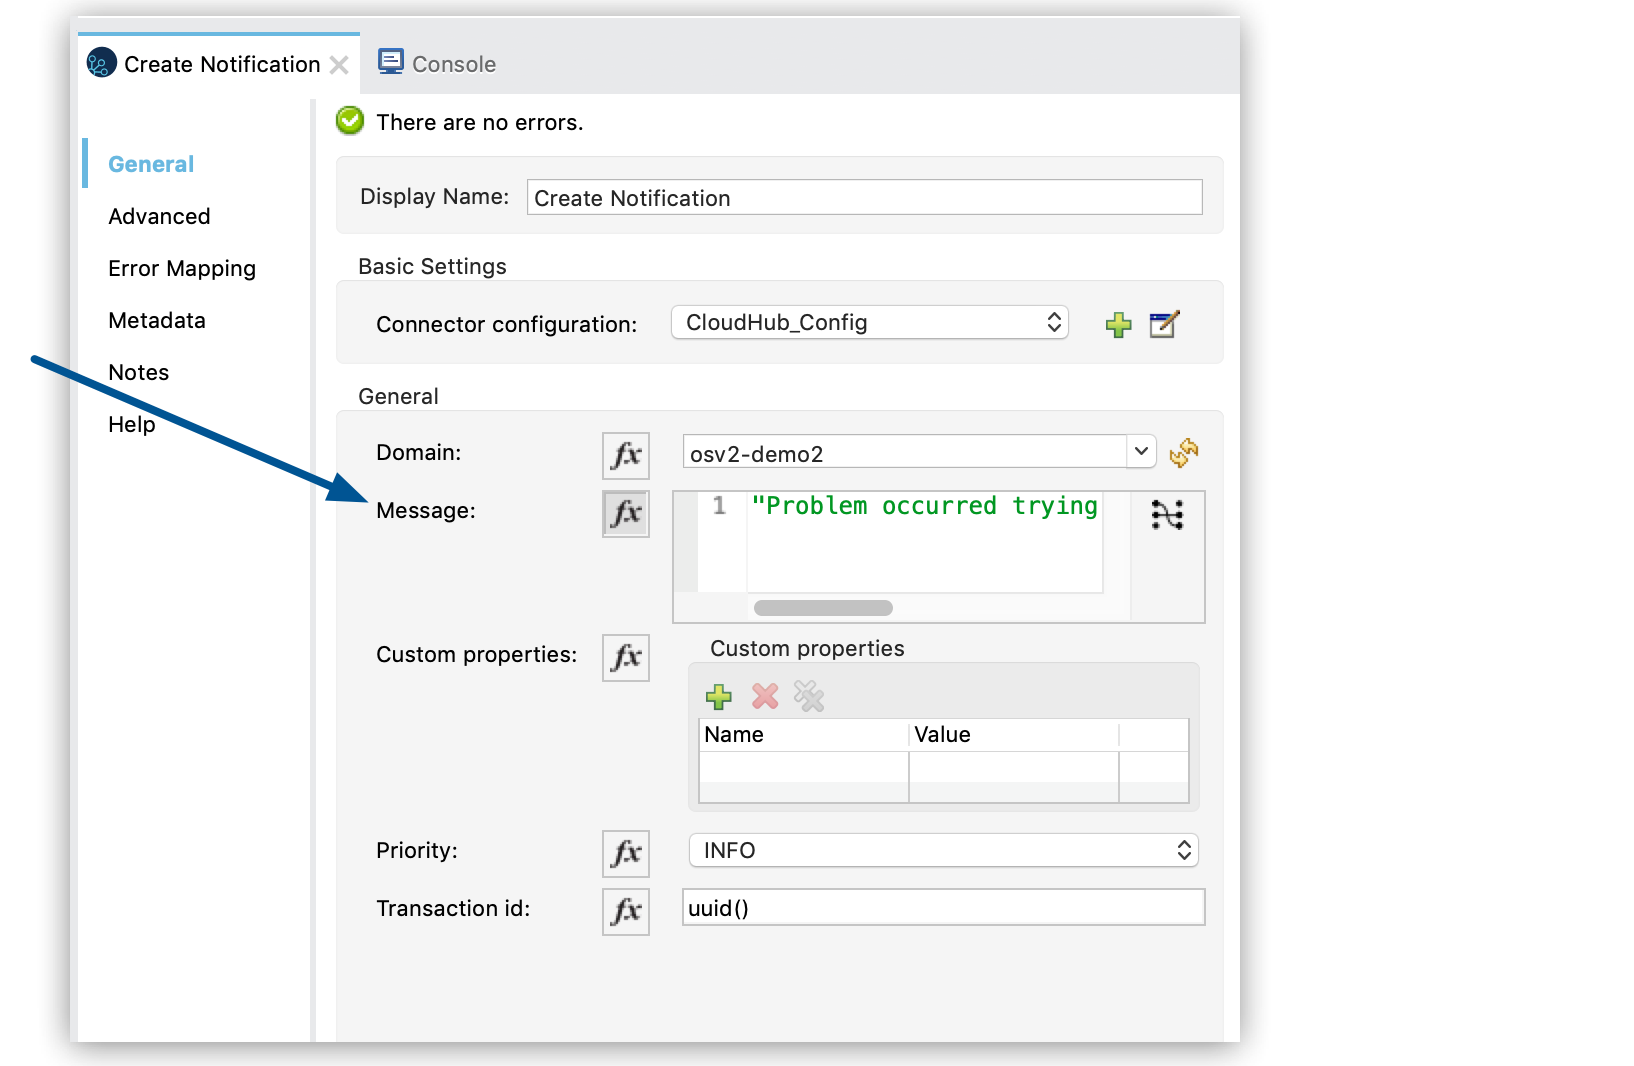 Create Notification
Console
There are no errors.
General
Advanced
Error Mapping
Metadata
Notes
Help
Display Name: Create Notification
Basic Settings
Connector configuration: CloudHub_Config
General
Domain: fx osv2-demo2
Message: fx 1 "Problem occurred trying
Custom properties: fx Custom properties
Name Value
Priority: fx INFO
Transaction id: fx uuid()